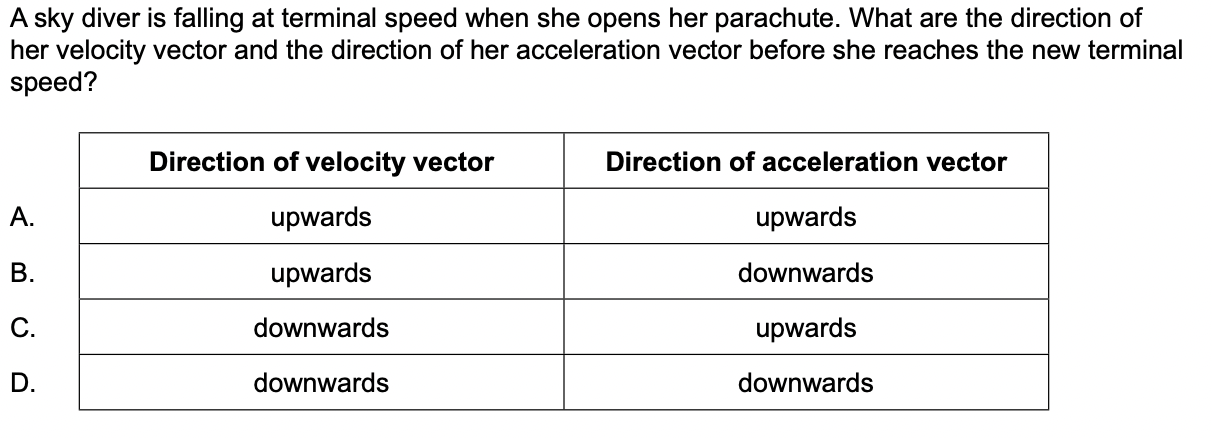 A sky diver is falling at terminal speed when she opens her parachute. What are the direction of
her velocity vector and the direction of her acceleration vector before she reaches the new terminal
speed?
Direction of velocity vector Direction of acceleration vector
A. upwards upwards
B. upwards downwards
C. downwards upwards
D. downwards downwards